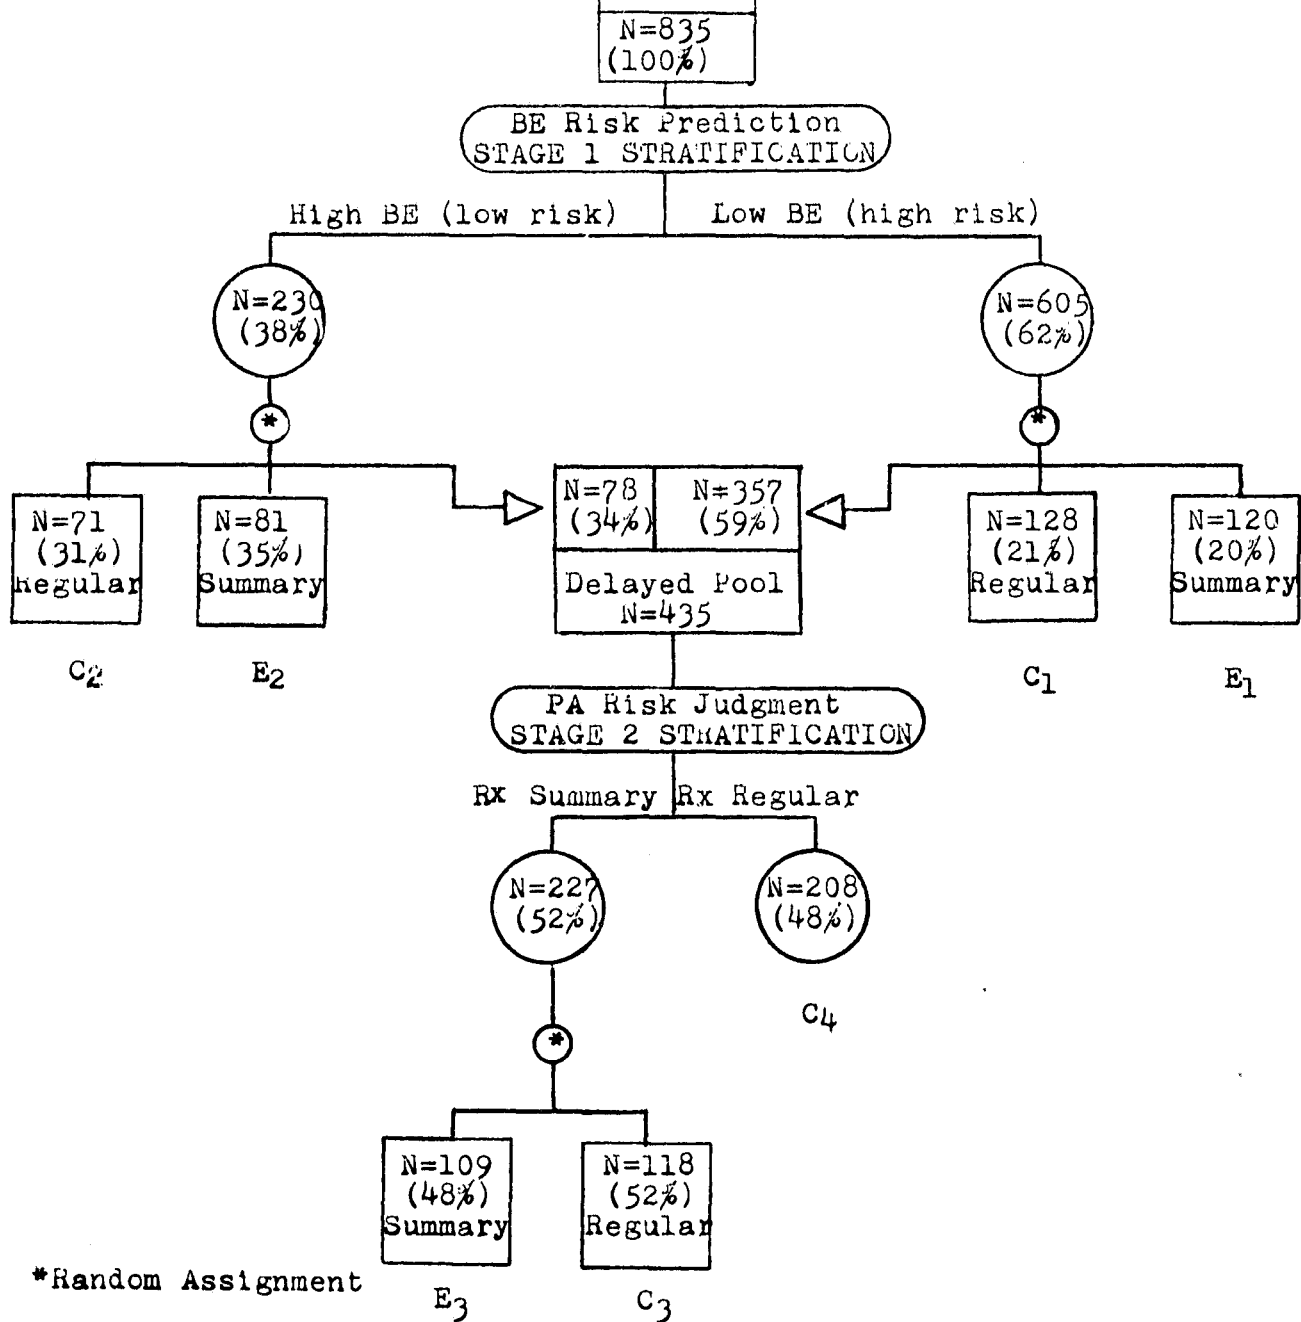 N=835
(100%)
BE Risk Prediction
STAGE 1 STRATIFICATION
High BE (low risk)
Low BE (high risk)
N=230
(38%)
N=605
(62%)
*
*
N=71
(31%)
Regular
C2
N=81
(35%)
Summary
E2
N=78
(34%)
N=357
(59%)
Delayed Pool
N=435
N=128
(21%)
Regular
C1
N=120
(20%)
Summary
E1
PA Risk Judgment
STAGE 2 STRATIFICATION
Rx Summary
Rx Regular
N=227
(52%)
N=208
(48%)
C4
*
N=109
(48%)
Summary
E3
N=118
(52%)
Regular
C3
*Random Assignment